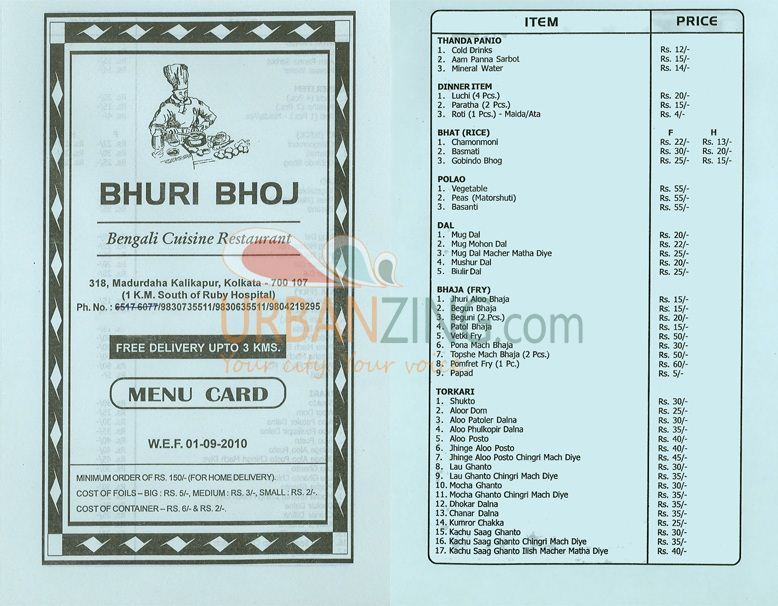 BHURI BHOJ
Bengali Cuisine Restaurant
318, Madurdaha Kalikapur, Kolkata - 700 107
(1 K.M. South of Ruby Hospital)
Ph. No. : 6517 6077/9830735511/9830635511/9804219295
FREE DELIVERY UPTO 3 KMS.
MENU CARD
W.E.F. 01-09-2010
MINIMUM ORDER OF RS. 150/- (FOR HOME DELIVERY).
COST OF FOILS – BIG : RS. 5/-, MEDIUM : RS. 3/-, SMALL : RS. 2/-.
COST OF CONTAINER – RS. 6/- & RS. 2/-.
URBANZING.com
Your city. Your voice
ITEM PRICE
THANDA PANIO
1. Cold Drinks Rs. 12/-
2. Aam Panna Sarbot Rs. 15/-
3. Mineral Water Rs. 14/-
DINNER ITEM
1. Luchi (4 Pcs.) Rs. 20/-
2. Paratha (2 Pcs.) Rs. 15/-
3. Roti (1 Pcs.) - Maida/Ata Rs. 4/-
BHAT (RICE) F H
1. Chamonmoni Rs. 22/- Rs. 13/-
2. Basmati Rs. 30/- Rs. 20/-
3. Gobindo Bhog Rs. 25/- Rs. 15/-
POLAO
1. Vegetable Rs. 55/-
2. Peas (Matorshuti) Rs. 55/-
3. Basanti Rs. 55/-
DAL
1. Mug Dal Rs. 20/-
2. Mug Mohon Dal Rs. 22/-
3. Mug Dal Macher Matha Diye Rs. 25/-
4. Mushur Dal Rs. 20/-
5. Biulir Dal Rs. 25/-
BHAJA (FRY)
1. Jhuri Aloo Bhaja Rs. 15/-
2. Begun Bhaja Rs. 15/-
3. Beguni (2 Pcs.) Rs. 20/-
4. Patol Bhaja Rs. 15/-
5. Vetki Fry Rs. 50/-
6. Pona Mach Bhaja Rs. 30/-
7. Topshe Mach Bhaja (2 Pcs.) Rs. 50/-
8. Pomfret Fry (1 Pc.) Rs. 60/-
9. Papad Rs. 5/-
TORKARI
1. Shukto Rs. 30/-
2. Aloor Dom Rs. 25/-
3. Aloo Patoler Dalna Rs. 30/-
4. Aloo Phulkopir Dalna Rs. 35/-
5. Aloo Posto Rs. 40/-
6. Jhinge Aloo Posto Rs. 40/-
7. Jhinge Aloo Posto Chingri Mach Diye Rs. 45/-
8. Lau Ghanto Rs. 30/-
9. Lau Ghanto Chingri Mach Diye Rs. 35/-
10. Mocha Ghanto Rs. 30/-
11. Mocha Ghanto Chingri Mach Diye Rs. 35/-
12. Dhokar Dalna Rs. 35/-
13. Chanar Dalna Rs. 35/-
14. Kumror Chakka Rs. 25/-
15. Kachu Saag Ghanto Rs. 30/-
16. Kachu Saag Ghanto Chingri Mach Diye Rs. 35/-
17. Kachu Saag Ghanto Ilish Macher Matha Diye Rs. 40/-